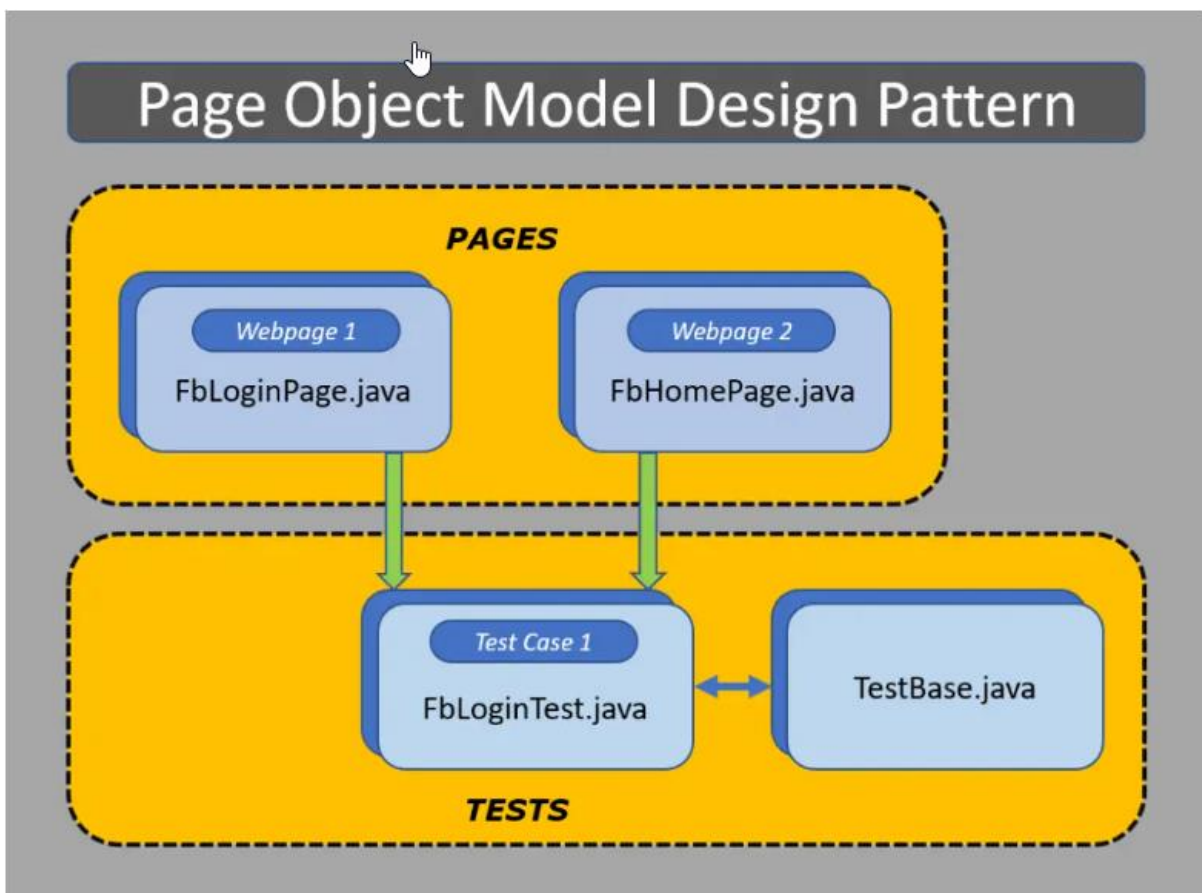 Page Object Model Design Pattern
PAGES
Webpage 1
FbLoginPage.java
Webpage 2
FbHomePage.java
Test Case 1
FbLoginTest.java
TestBase.java
TESTS